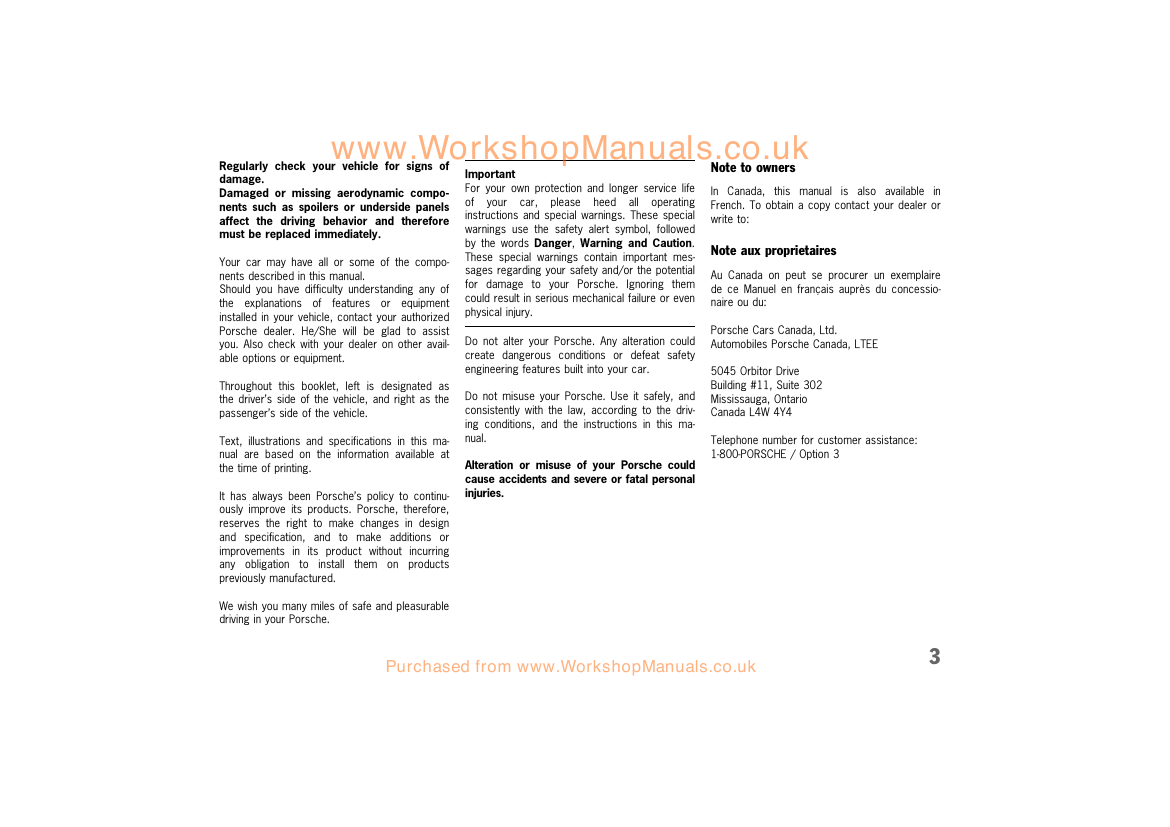 www.WorkshopManuals.co.uk
Regularly check your vehicle for signs of
damage.
Damaged or missing aerodynamic compo-
nents such as spoilers or underside panels
affect the driving behavior and therefore
must be replaced immediately.
Your car may have all or some of the compo-
nents described in this manual.
Should you have difficulty understanding any of
the explanations of features or equipment
installed in your vehicle, contact your authorized
Porsche dealer. He/She will be glad to assist
you. Also check with your dealer on other avail-
able options or equipment.
Throughout this booklet, left is designated as
the driver's side of the vehicle, and right as the
passenger's side of the vehicle.
Text, illustrations and specifications in this ma-
nual are based on the information available at
the time of printing.
It has always been Porsche's policy to continu-
ously improve its products. Porsche, therefore,
reserves the right to make changes in design
and specification, and to make additions or
improvements in its product without incurring
any obligation to install them on products
previously manufactured.
We wish you many miles of safe and pleasurable
driving in your Porsche.
Important
For your own protection and longer service life
of your car, please heed all operating
instructions and special warnings. These special
warnings use the safety alert symbol, followed
by the words Danger, Warning and Caution.
These special warnings contain important mes-
sages regarding your safety and/or the potential
for damage to your Porsche. Ignoring them
could result in serious mechanical failure or even
physical injury.
Do not alter your Porsche. Any alteration could
create dangerous conditions or defeat safety
engineering features built into your car.
Do not misuse your Porsche. Use it safely, and
consistently with the law, according to the driv-
ing conditions, and the instructions in this ma-
nual.
Alteration or misuse of your Porsche could
cause accidents and severe or fatal personal
injuries.
Note to owners
In Canada, this manual is also available in
French. To obtain a copy contact your dealer or
write to:
Note aux proprietaires
Au Canada on peut se procurer un exemplaire
de ce Manuel en français auprès du concessio-
naire ou du:
Porsche Cars Canada, Ltd.
Automobiles Porsche Canada, LTEE
5045 Orbitor Drive
Building #11, Suite 302
Mississauga, Ontario
Canada L4W 4Y4
Telephone number for customer assistance:
1-800-PORSCHE / Option 3
3
Purchased from www.WorkshopManuals.co.uk